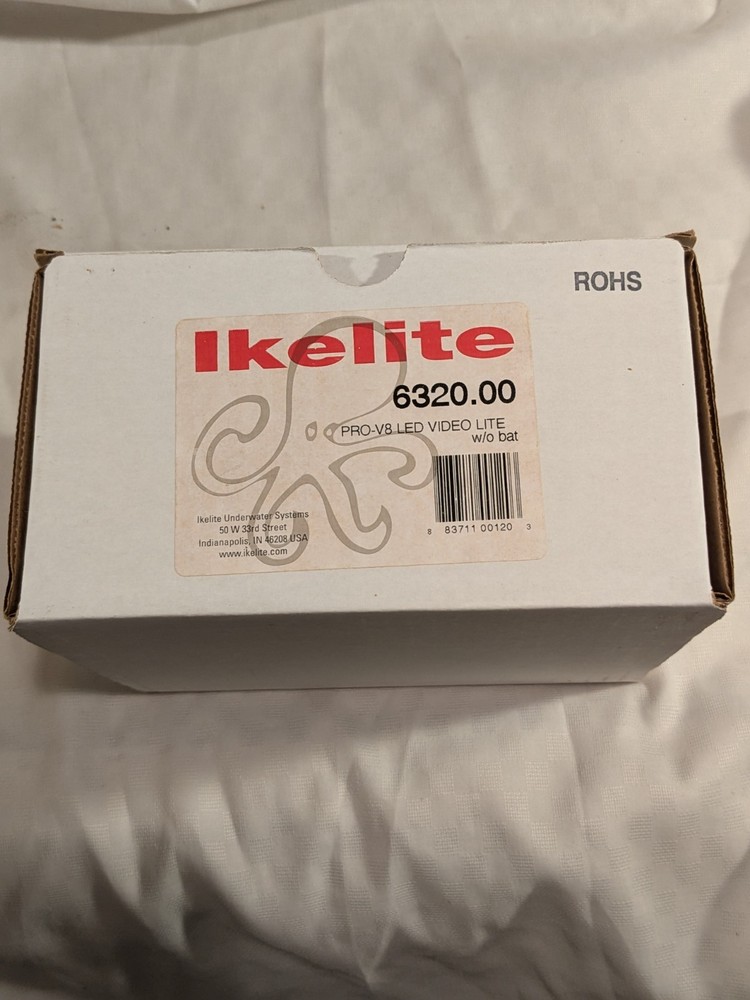 ROHS
Ikelite
6320.00
PRO-V8 LED VIDEO LITE
w/o bat
Ikelite Underwater Systems
50 W 33rd Street
Indianapolis, IN 46208 USA
www.ikelite.com
8 83711 00120 3